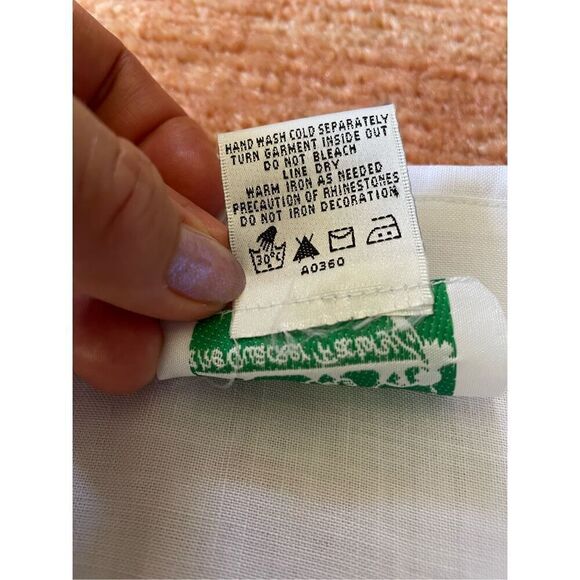 HAND WASH COLD SEPARATELY
TURN GARMENT INSIDE OUT
DO NOT BLEACH
LINE DRY
WARM IRON AS NEEDED
PRECAUTION OF RHINESTONES
DO NOT IRON DECORATION
30°C
A0360